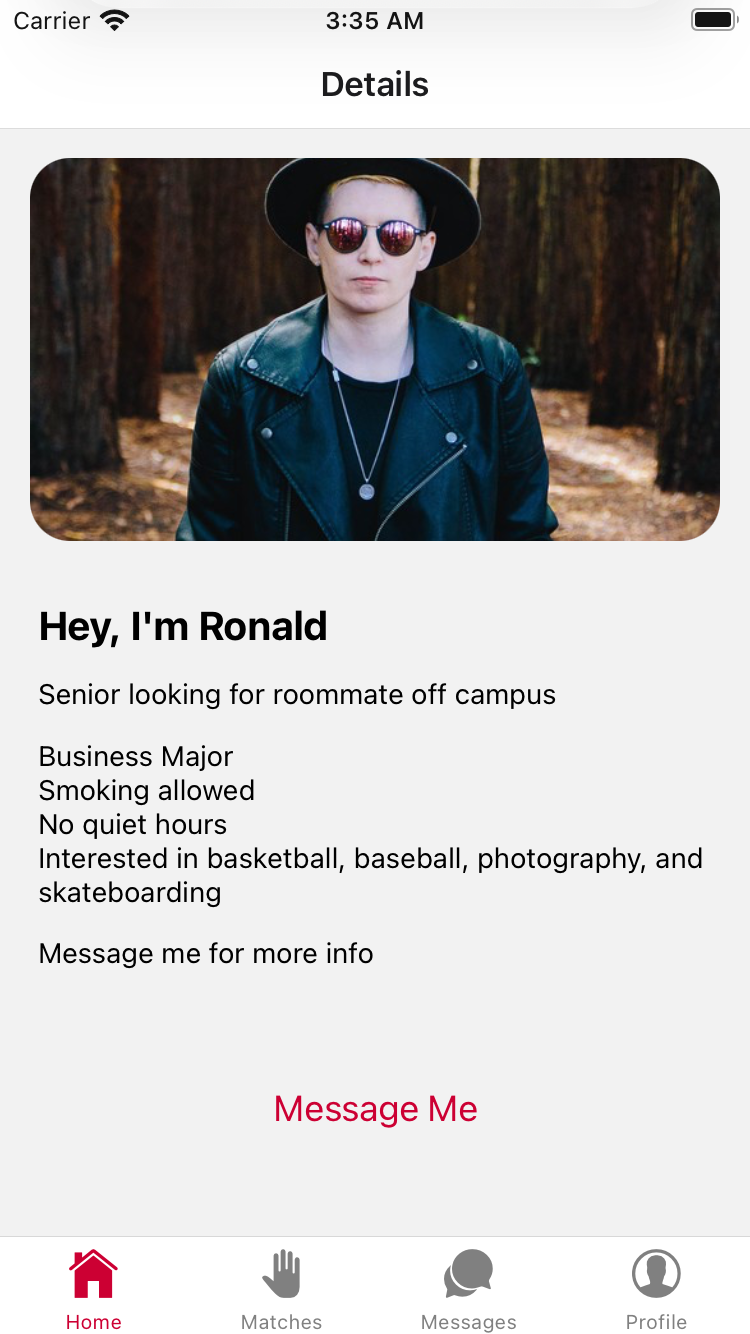 Carrier 3:35 AM
Details
Hey, I'm Ronald
Senior looking for roommate off campus
Business Major
Smoking allowed
No quiet hours
Interested in basketball, baseball, photography, and
skateboarding
Message me for more info
Message Me
Home Matches Messages Profile